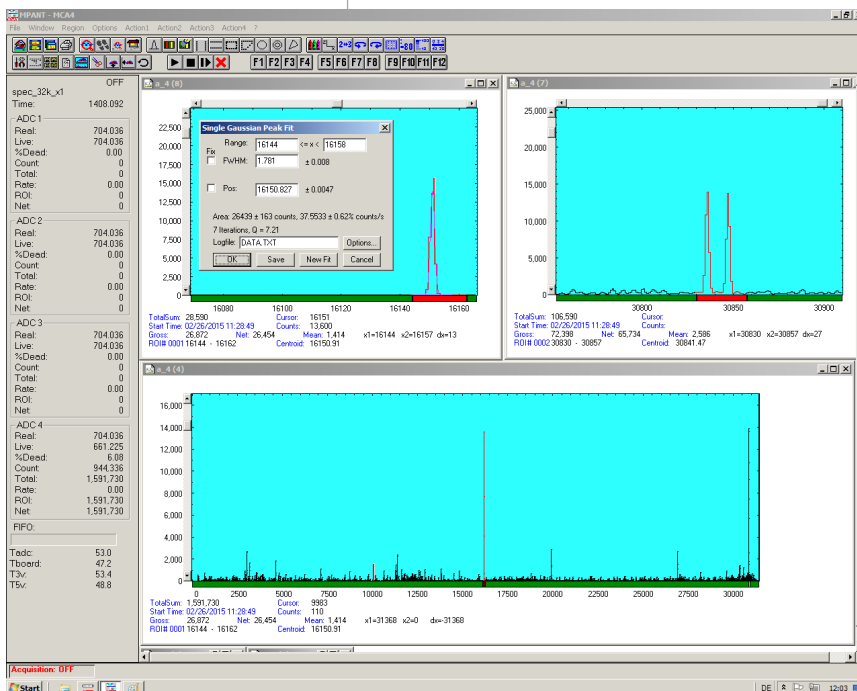 MPANT - MCA4
File Window Region Options Action1 Action2 Action3 Action4 ?
F1 F2 F3 F4 F5 F6 F7 F8 F9 F10 F11 F12
OFF
spec_32k_x1
Time: 1408.092
ADC 1
Real: 704.036
Live: 704.036
%Dead: 0.00
Count: 0
Total: 0
Rate: 0.00
ROI: 0
Net: 0
ADC 2
Real: 704.036
Live: 704.036
%Dead: 0.00
Count: 0
Total: 0
Rate: 0.00
ROI: 0
Net: 0
ADC 3
Real: 704.036
Live: 704.036
%Dead: 0.00
Count: 0
Total: 0
Rate: 0.00
ROI: 0
Net: 0
ADC 4
Real: 704.036
Live: 661.225
%Dead: 6.08
Count: 944,336
Total: 1,591,730
Rate: 0.00
ROI: 1,591,730
Net: 1,591,730
FIFO:
Tadc: 53.0
Tboard: 47.2
T3v: 53.4
T5v: 48.8
a_4 (8)
22,500
20,000
17,500
15,000
12,500
10,000
7,500
5,000
2,500
0
16080 16100 16120 16140 16160
Single Gaussian Peak Fit
Range: 16144 <= x < 16158
Fix
FWHM: 1.781 ± 0.008
Pos: 16150.827 ± 0.0047
Area: 26439 ± 163 counts, 37.5533 ± 0.62% counts/s
7 Iterations, Q = 7.21
Logfile: DATA.TXT Options...
OK Save New Fit Cancel
TotalSum: 28,590 Cursor: 16151
Start Time: 02/26/2015 11:28:49 Counts: 13,600
Gross: 26,872 Net: 26,454 Mean: 1,414 x1=16144 x2=16157 dx=13
ROI# 0001 16144 - 16162 Centroid: 16150.91
a_4 (7)
25,000
20,000
15,000
10,000
5,000
0
30800 30850 30900
TotalSum: 106,590 Cursor:
Start Time: 02/26/2015 11:28:49 Counts:
Gross: 72,398 Net: 65,734 Mean: 2,586 x1=30830 x2=30857 dx=27
ROI# 0002 30830 - 30857 Centroid: 30841.47
a_4 (4)
16,000
14,000
12,000
10,000
8,000
6,000
4,000
2,000
0
0 2500 5000 7500 10000 12500 15000 17500 20000 22500 25000 27500 30000
TotalSum: 1,591,730 Cursor: 9983
Start Time: 02/26/2015 11:28:49 Counts: 110
Gross: 26,872 Net: 26,454 Mean: 1,414 x1=31368 x2=0 dx=-31368
ROI# 0001 16144 - 16162 Centroid: 16150.91
Acquisition: OFF
Start DE 12:03